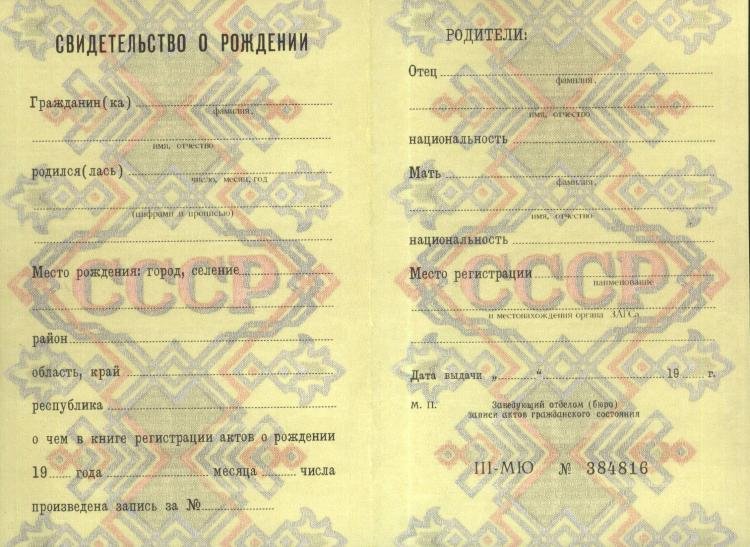 СВИДЕТЕЛЬСТВО О РОЖДЕНИИ
Гражданин(ка)
фамилия,
имя, отчество
родился(лась)
число, месяц, год
(цифрами и прописью)
Место рождения: город, селение
СССР
район
область, край
республика
о чем в книге регистрации актов о рождении
19 года месяца числа
произведена запись за №
РОДИТЕЛИ:
Отец
фамилия,
имя, отчество
национальность
Мать
фамилия,
имя, отчество
национальность
Место регистрации
наименование
СССР
и местонахождения органа ЗАГСа
Дата выдачи „ “ 19 г.
М. П. Заведующий отделом (бюро)
записи актов гражданского состояния
III-МЮ № 384816